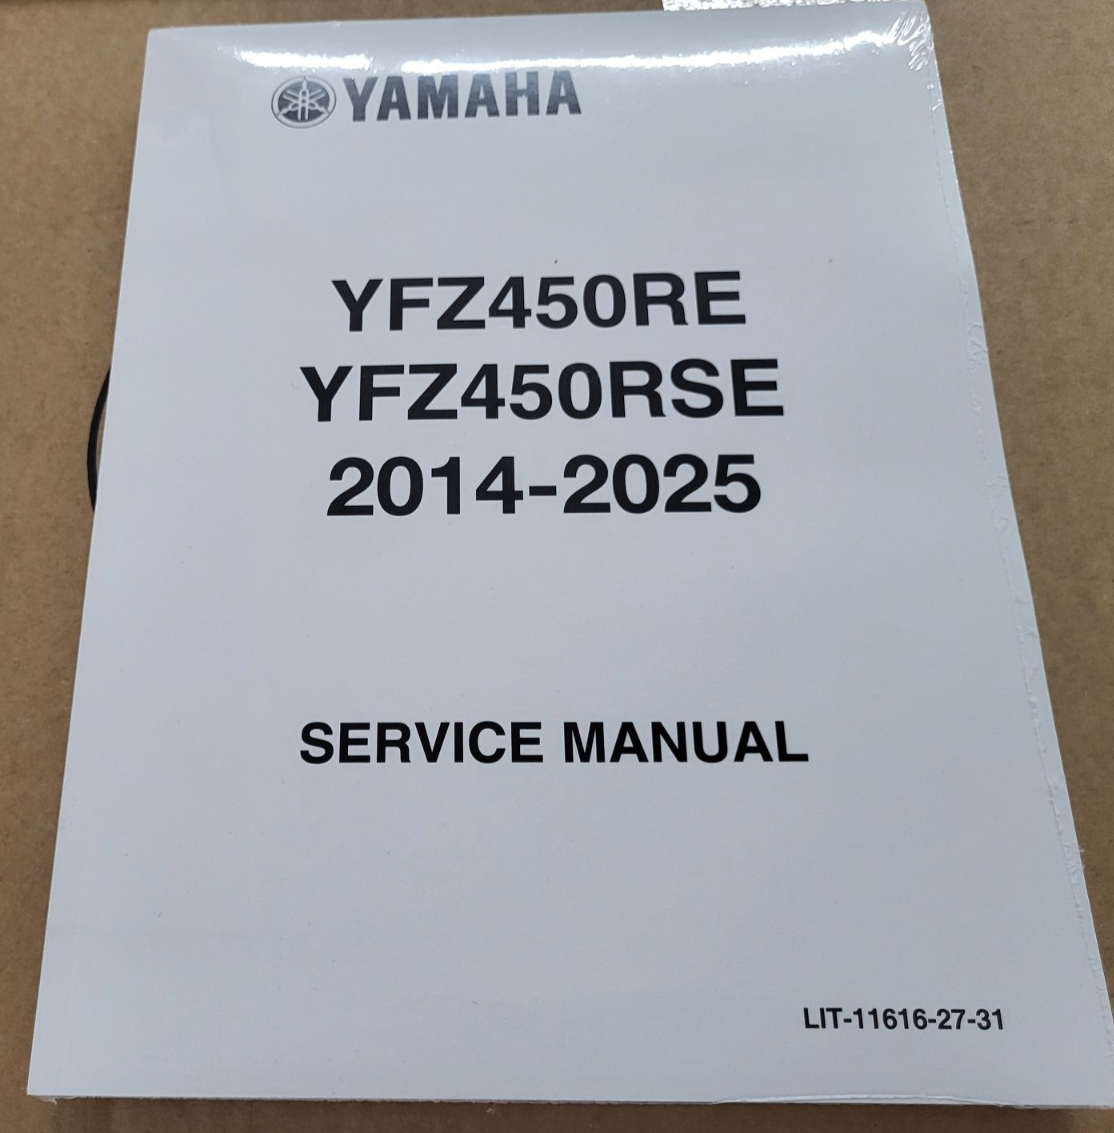 YAMAHA
YFZ450RE
YFZ450RSE
2014-2025
SERVICE MANUAL
LIT-11616-27-31